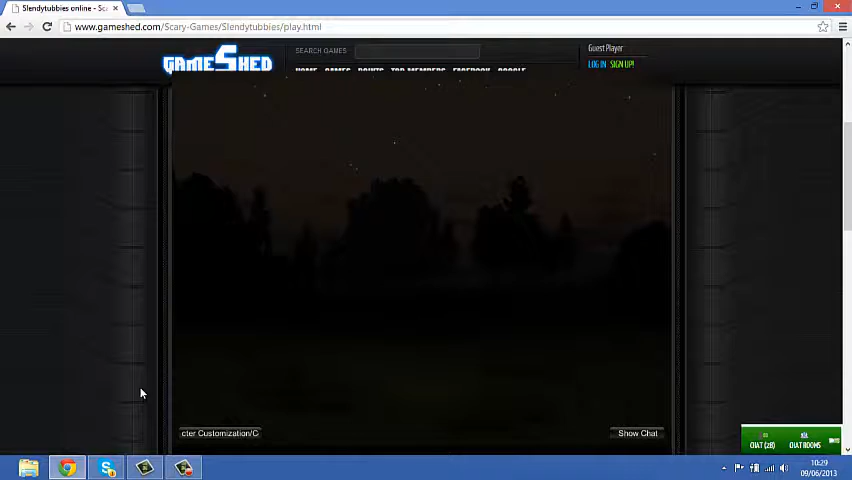 Slendytubbies online - Sca
www.gameshed.com/Scary-Games/Slendytubbies/play.html
GAMESHED
SEARCH GAMES
Guest Player
LOG IN SIGN UP!
HOME GAMES POINTS TOP MEMBERS FACEBOOK GOOGLE
cter Customization/C
Show Chat
CHAT (28) CHAT ROOMS
10:29
09/06/2013